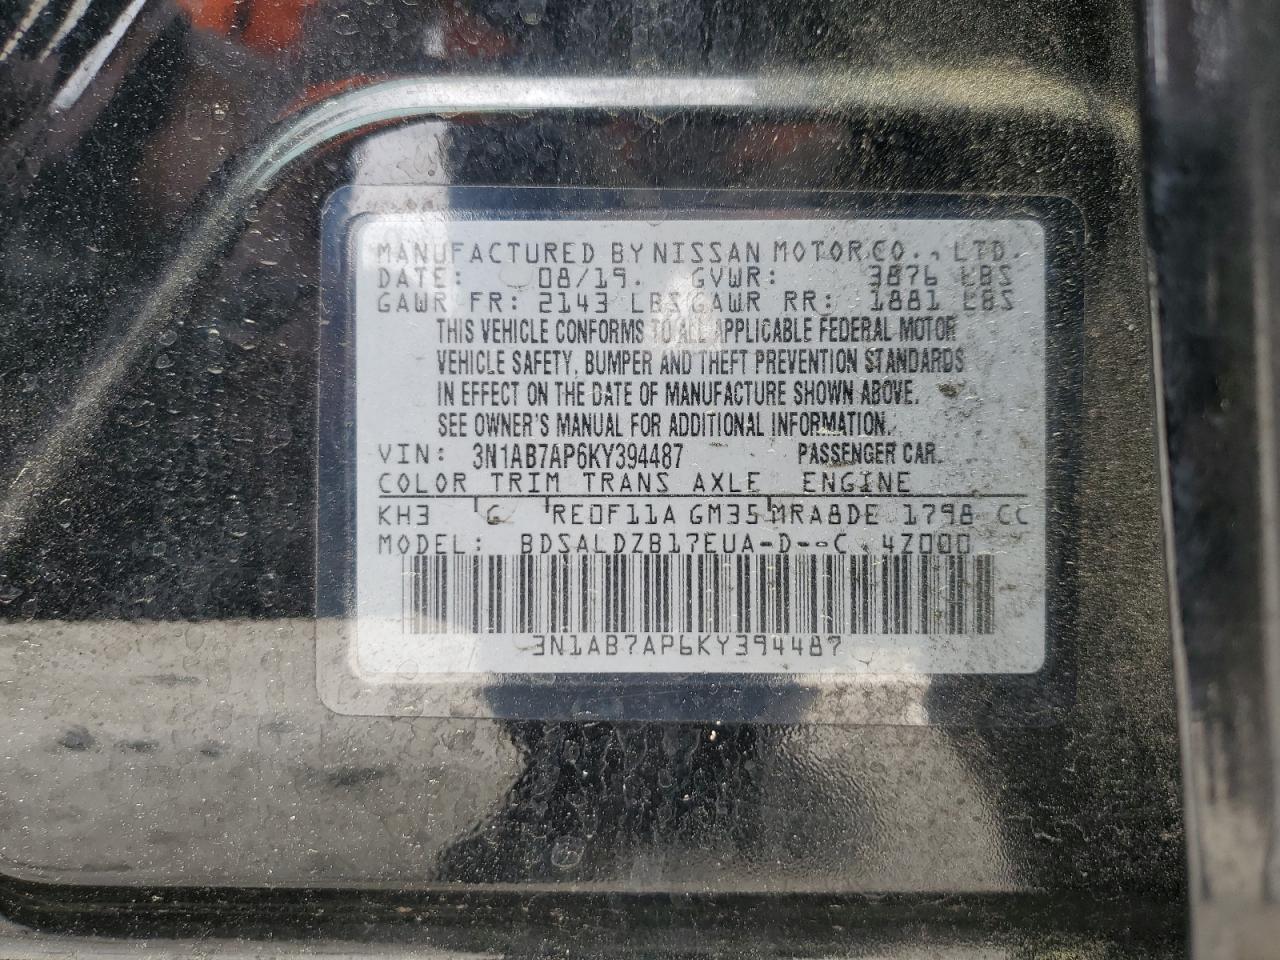 MANUFACTURED BY NISSAN MOTOR CO., LTD.
DATE: 08/19. GVWR: 3876 LBS
GAWR FR: 2143 LBS GAWR RR: 1881 LBS
THIS VEHICLE CONFORMS TO ALL APPLICABLE FEDERAL MOTOR
VEHICLE SAFETY, BUMPER AND THEFT PREVENTION STANDARDS
IN EFFECT ON THE DATE OF MANUFACTURE SHOWN ABOVE.
SEE OWNER'S MANUAL FOR ADDITIONAL INFORMATION.
VIN: 3N1AB7AP6KY394487 PASSENGER CAR.
COLOR TRIM TRANS AXLE ENGINE
KH3 G RE0F11A GM35 MRA8DE 1798 CC
MODEL: BDSALDZB17EUA-D--C 4Z000
3N1AB7AP6KY394487